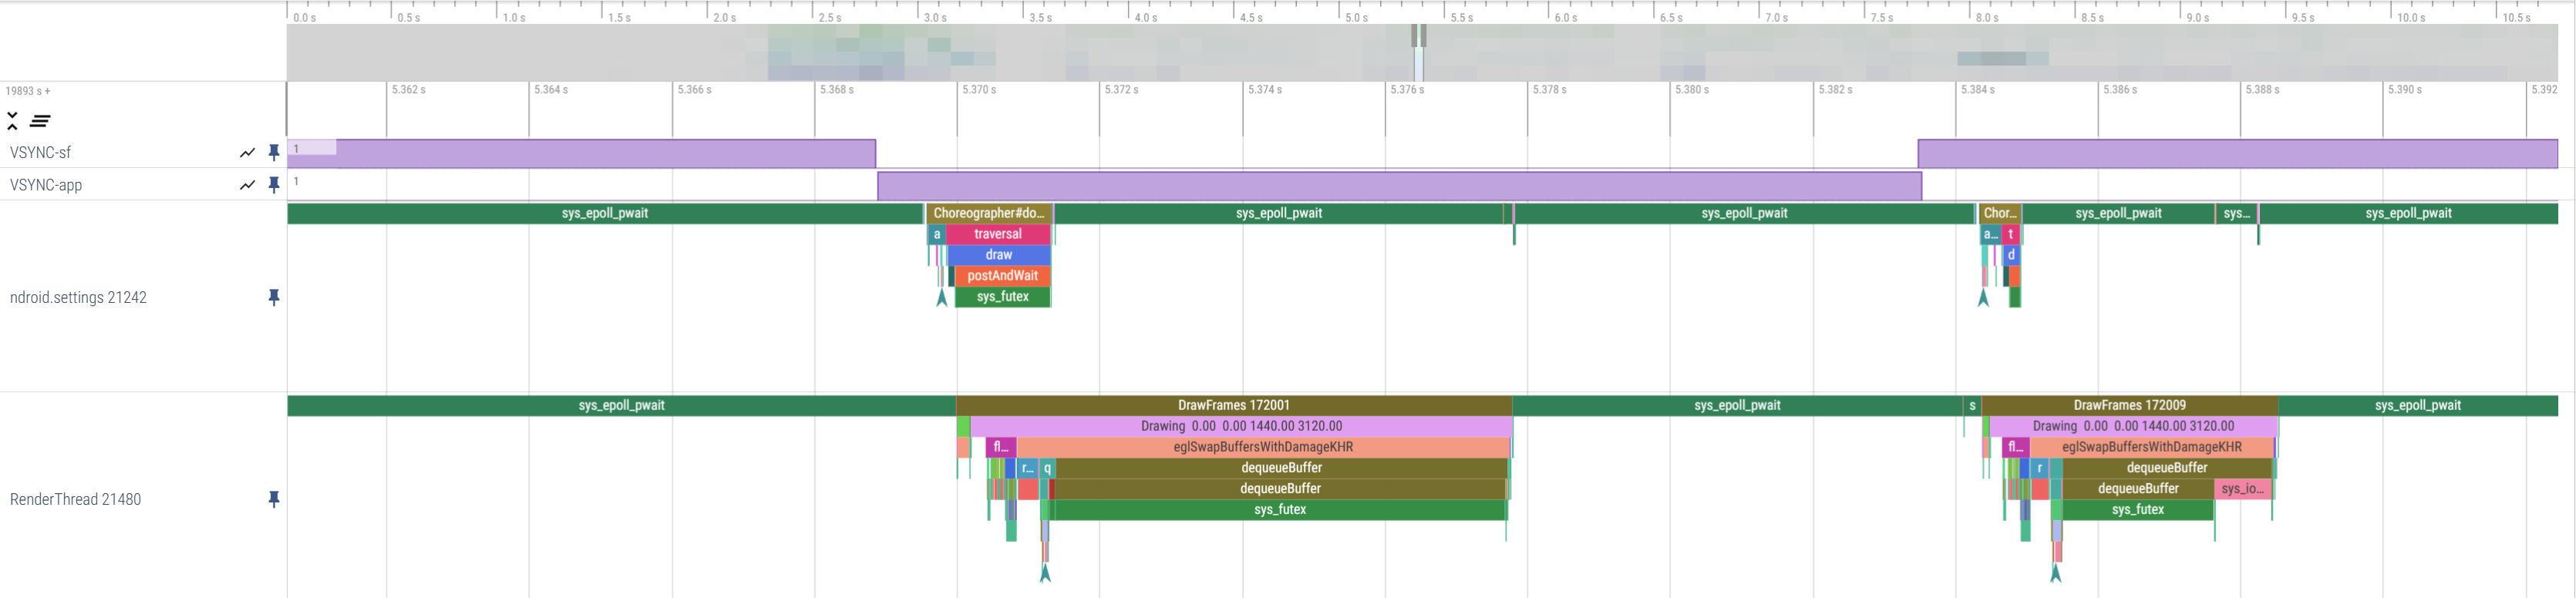 0.0 s 0.5 s 1.0 s 1.5 s 2.0 s 2.5 s 3.0 s 3.5 s 4.0 s 4.5 s 5.0 s 5.5 s 6.0 s 6.5 s 7.0 s 7.5 s 8.0 s 8.5 s 9.0 s 9.5 s 10.0 s 10.5 s
19893 s + 5.362 s 5.364 s 5.366 s 5.368 s 5.370 s 5.372 s 5.374 s 5.376 s 5.378 s 5.380 s 5.382 s 5.384 s 5.386 s 5.388 s 5.390 s 5.392
VSYNC-sf 1
VSYNC-app 1
sys_epoll_pwait Choreographer#do... sys_epoll_pwait sys_epoll_pwait Chor... sys_epoll_pwait sys... sys_epoll_pwait
a traversal a... t
draw d
postAndWait
ndroid.settings 21242 sys_futex
sys_epoll_pwait DrawFrames 172001 sys_epoll_pwait s DrawFrames 172009 sys_epoll_pwait
Drawing 0.00 0.00 1440.00 3120.00 Drawing 0.00 0.00 1440.00 3120.00
fl... eglSwapBuffersWithDamageKHR fl... eglSwapBuffersWithDamageKHR
r... q dequeueBuffer r dequeueBuffer
dequeueBuffer dequeueBuffer sys_io...
RenderThread 21480
sys_futex sys_futex